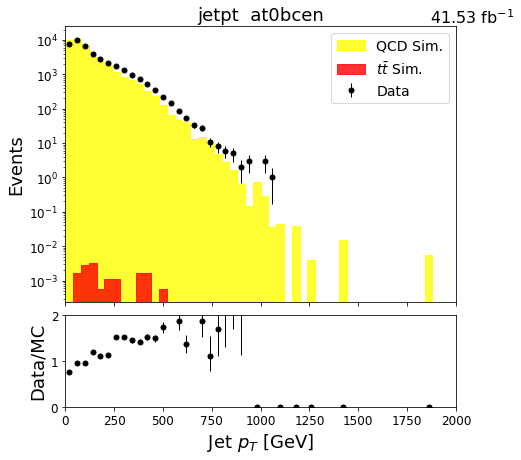 jetpt at0bcen
41.53 fb⁻¹
QCD Sim.
tt̄ Sim.
Data
Events
10⁴
10³
10²
10¹
10⁰
10⁻¹
10⁻²
10⁻³
Data/MC
2
1
0
0 250 500 750 1000 1250 1500 1750 2000
Jet p_T [GeV]